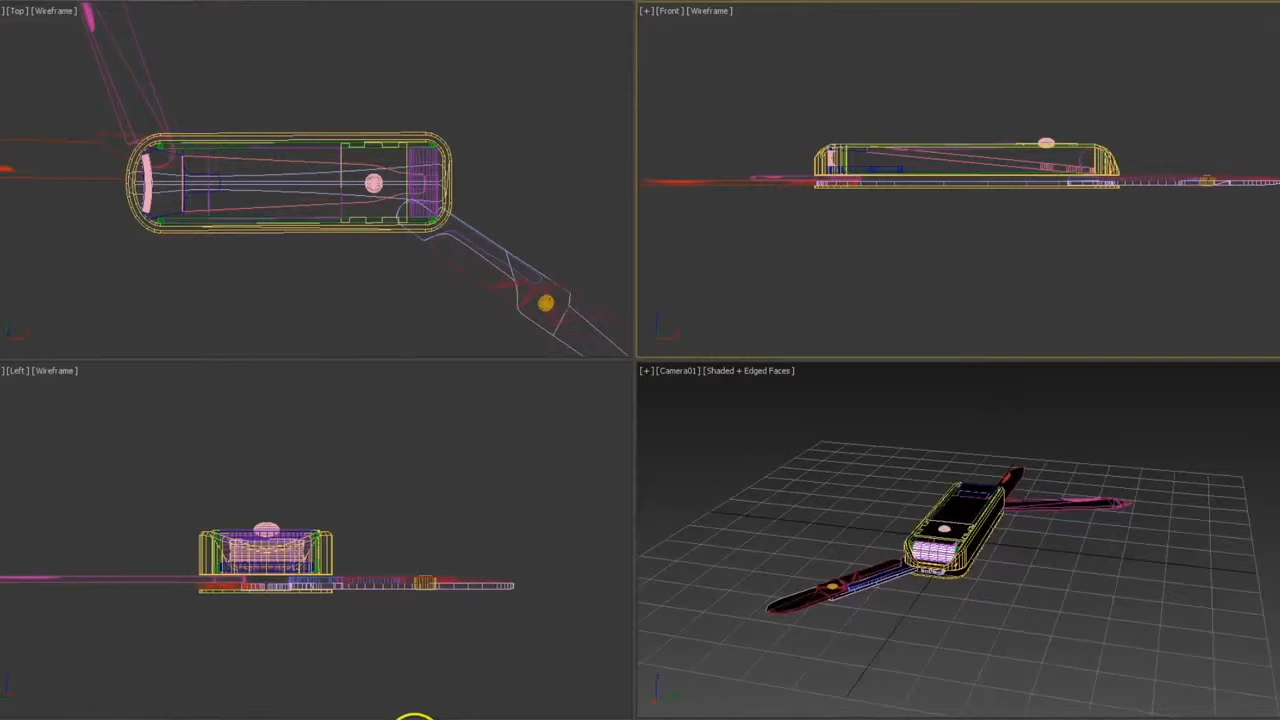 ] [Top] [Wireframe]
[+] [Front] [Wireframe]
] [Left] [Wireframe]
[+] [Camera01] [Shaded + Edged Faces]